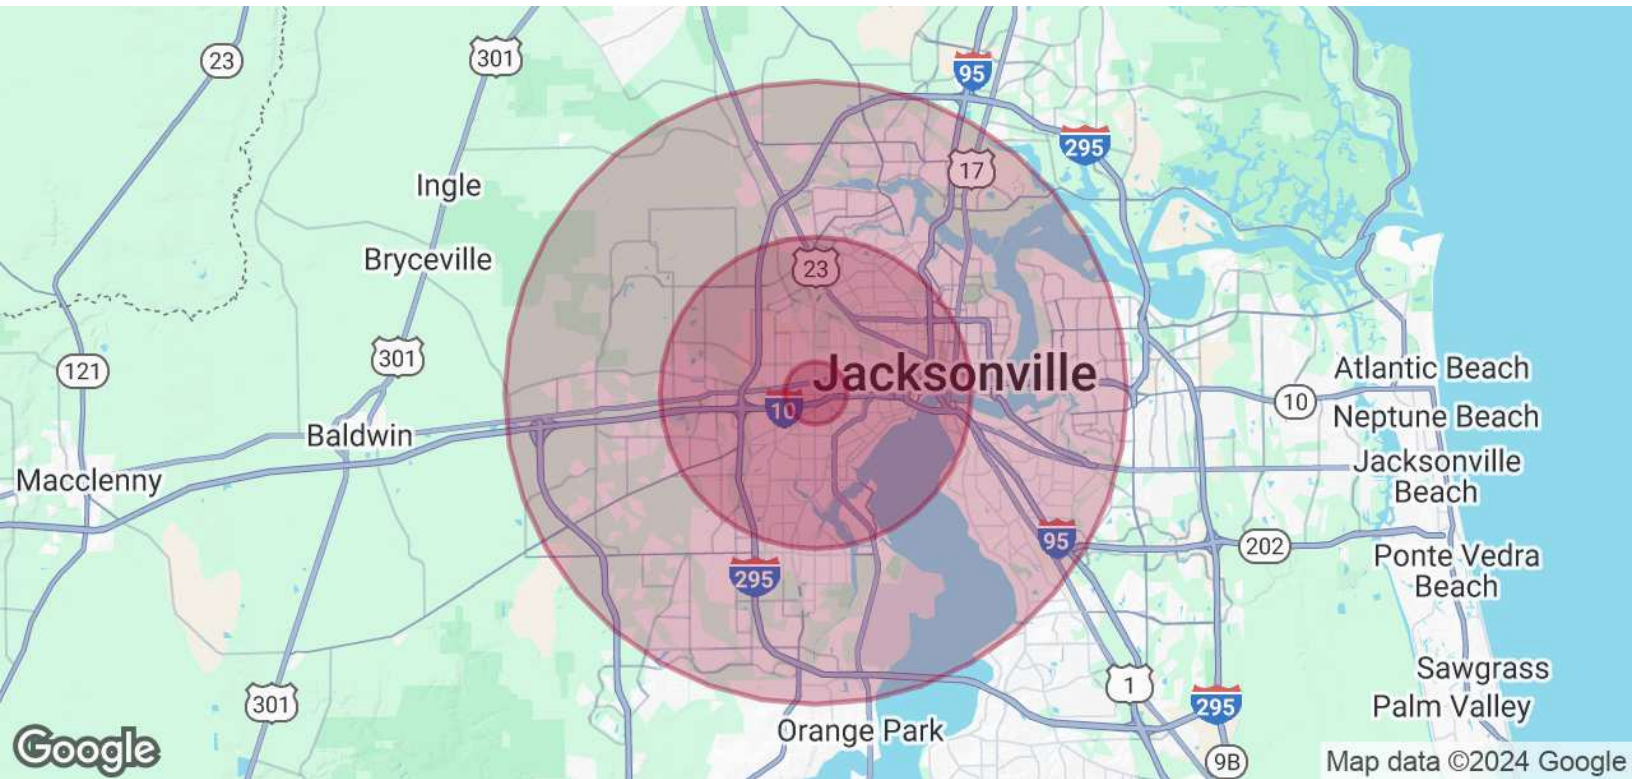 23
301
95
295
17
Ingle
Bryceville
23
301
121
Jacksonville
Atlantic Beach
10
10
Neptune Beach
Baldwin
Jacksonville
Beach
Macclenny
95
202
Ponte Vedra
Beach
295
Sawgrass
1
301
295
Palm Valley
Orange Park
9B
Google
Map data ©2024 Google